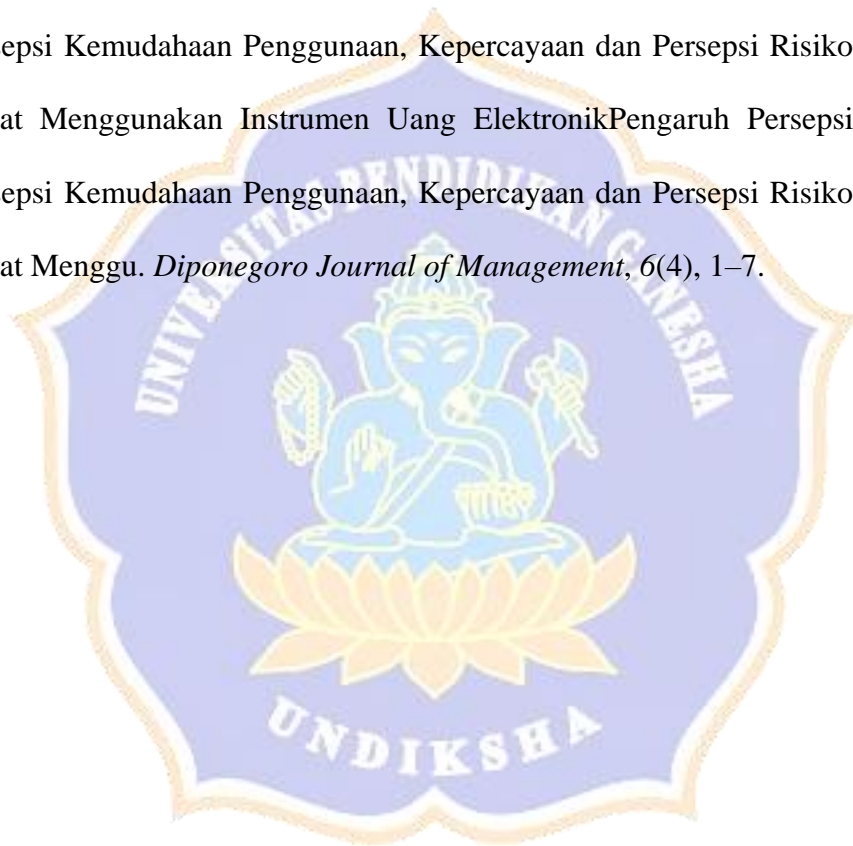 epsi Kemudahaan Penggunaan, Kepercayaan dan Persepsi Risiko
at Menggunakan Instrumen Uang ElektronikPengaruh Persepsi
epsi Kemudahaan Penggunaan, Kepercayaan dan Persepsi Risiko
at Menggu. Diponegoro Journal of Management, 6(4), 1–7.
UNIVERSITAS PENDIDIKAN GANESHA
UNDIKSHA